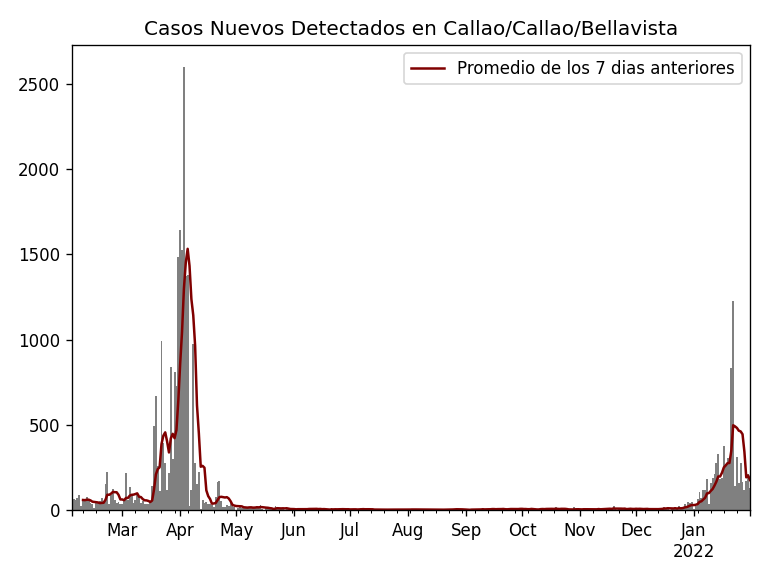 Casos Nuevos Detectados en Callao/Callao/Bellavista
Promedio de los 7 dias anteriores
2500
2000
1500
1000
500
0
Mar Apr May Jun Jul Aug Sep Oct Nov Dec Jan
2022